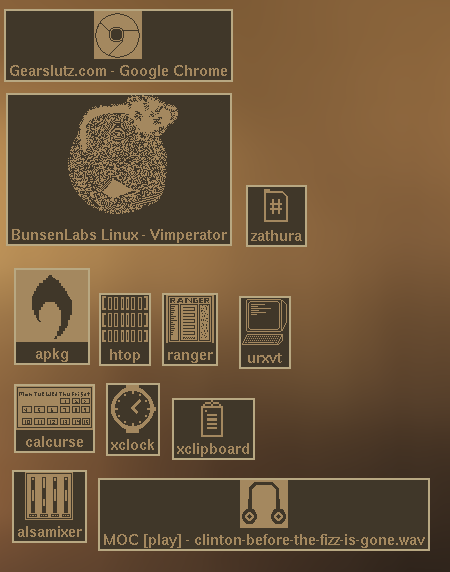 Gearslutz.com - Google Chrome
BunsenLabs Linux - Vimperator
#
zathura
RANGER
apkg
htop
ranger
urxvt
calcurse
xclock
xclipboard
alsamixer
MOC [play] - clinton-before-the-fizz-is-gone.wav